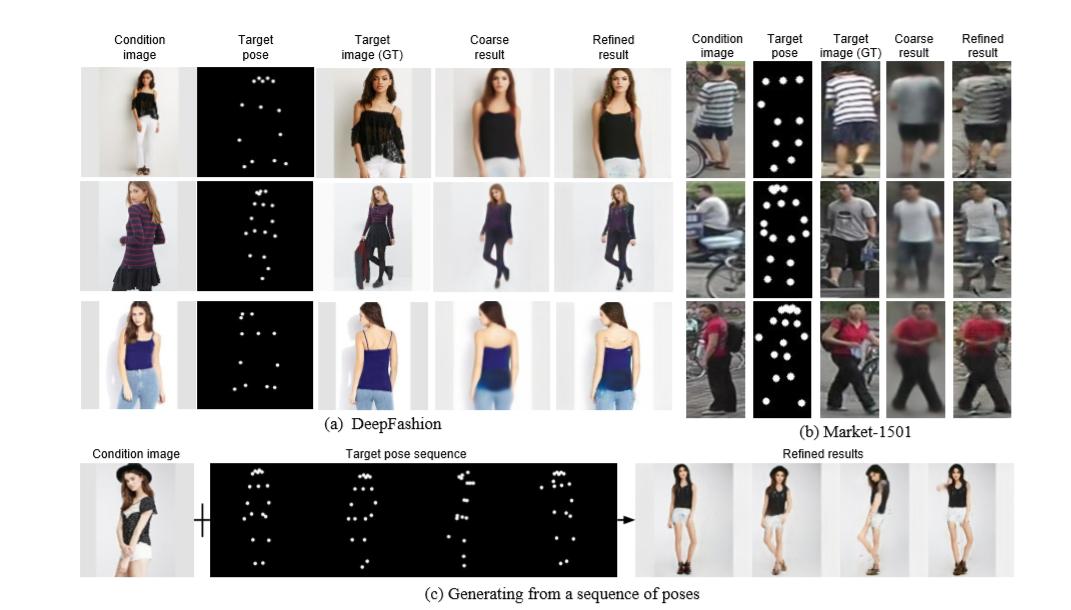 Condition image
Target pose
Target image (GT)
Coarse result
Refined result
(a) DeepFashion
Condition image
Target pose
Target image (GT)
Coarse result
Refined result
(b) Market-1501
Condition image
Target pose sequence
Refined results
(c) Generating from a sequence of poses